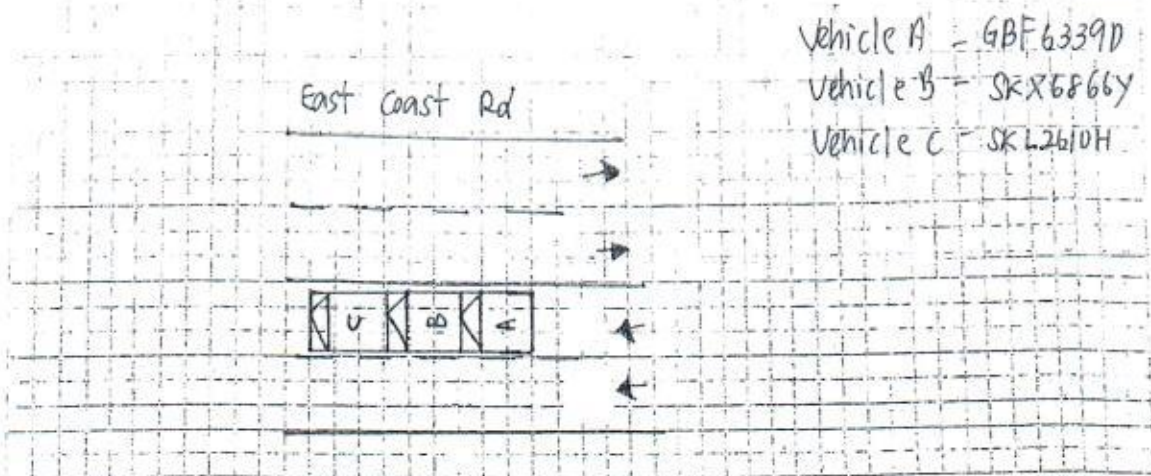 Vehicle A - GBF6339D
Vehicle B - SKX6866Y
Vehicle C - SKL2610H
East Coast Rd
C B A